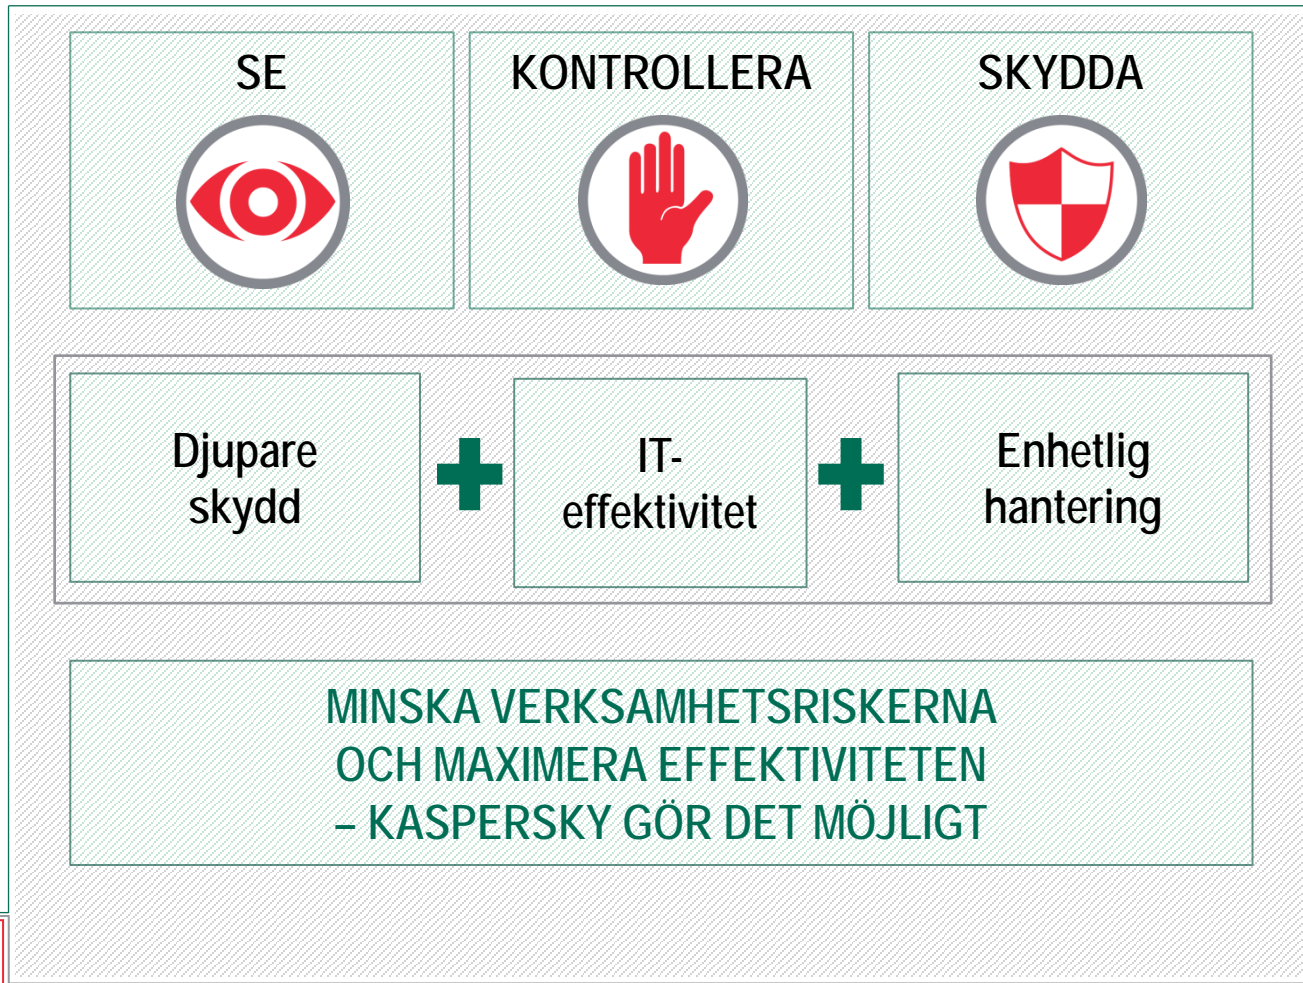 SE
KONTROLLERA
SKYDDA
Djupare
skydd
IT-
effektivitet
Enhetlig
hantering
MINSKA VERKSAMHETSRISKERNA
OCH MAXIMERA EFFEKTIVITETEN
– KASPERSKY GÖR DET MÖJLIGT